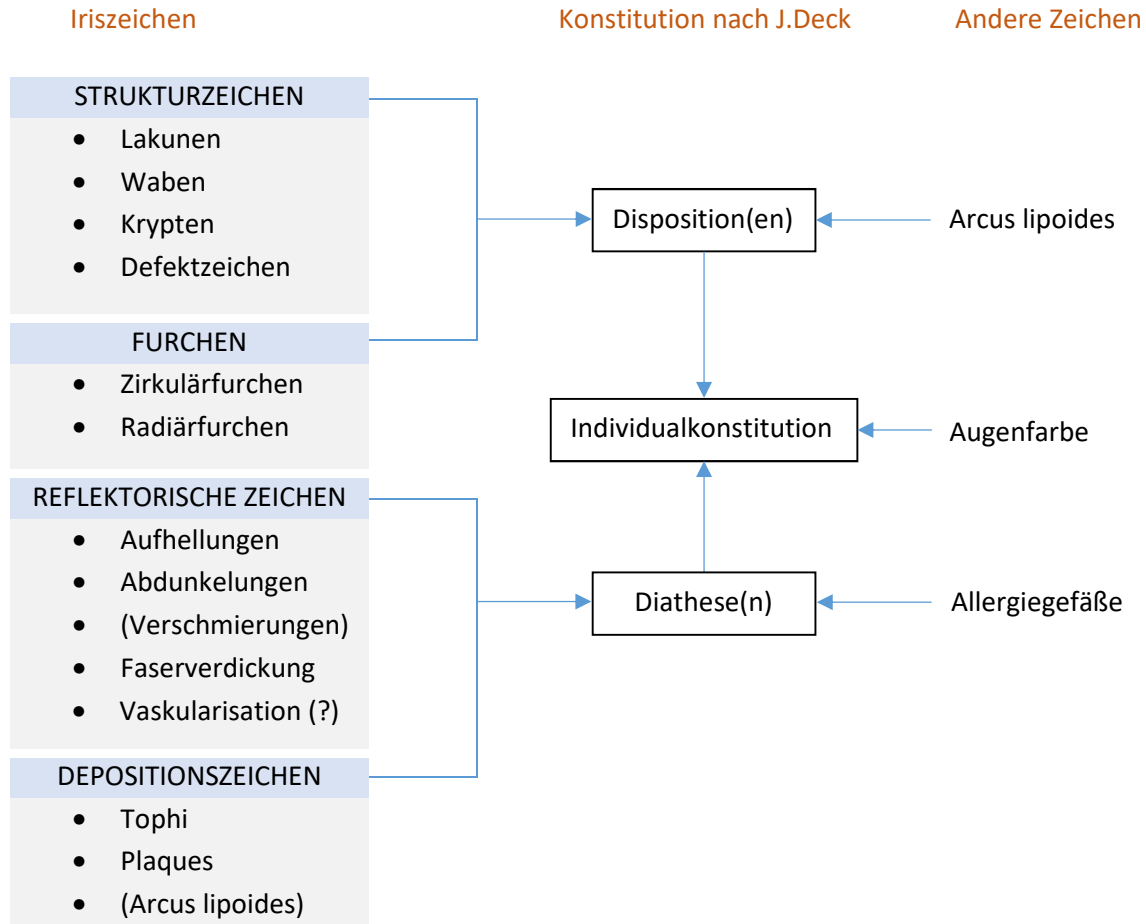 Iriszeichen
Konstitution nach J.Deck
Andere Zeichen
STRUKTURZEICHEN
• Lakunen
• Waben
• Krypten
• Defektzeichen
FURCHEN
• Zirkulärfurchen
• Radiärfurchen
REFLEKTORISCHE ZEICHEN
• Aufhellungen
• Abdunkelungen
• (Verschmierungen)
• Faserverdickung
• Vaskularisation (?)
DEPOSITIONSZEICHEN
• Tophi
• Plaques
• (Arcus lipoides)
Disposition(en)
Individualkonstitution
Diathese(n)
Arcus lipoides
Augenfarbe
Allergiegefäße